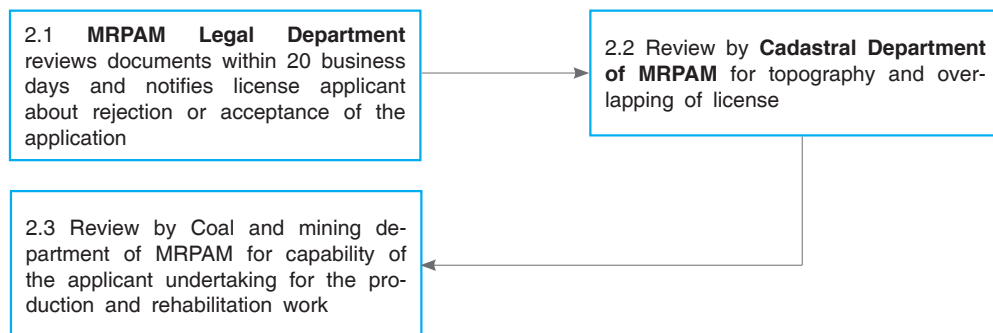 2.1 MRPAM Legal Department
reviews documents within 20 business
days and notifies license applicant
about rejection or acceptance of the
application
2.2 Review by Cadastral Department
of MRPAM for topography and over-
lapping of license
2.3 Review by Coal and mining de-
partment of MRPAM for capability of
the applicant undertaking for the pro-
duction and rehabilitation work